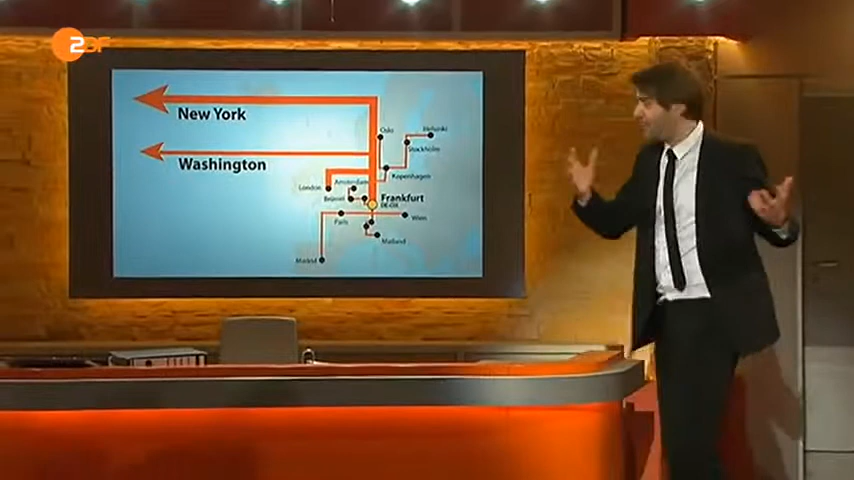 2DF
New York
Washington
Oslo
Helsinki
Stockholm
Kopenhagen
London
Amsterdam
Brüssel
Frankfurt
DE-CIX
Paris
Wien
Mailand
Madrid